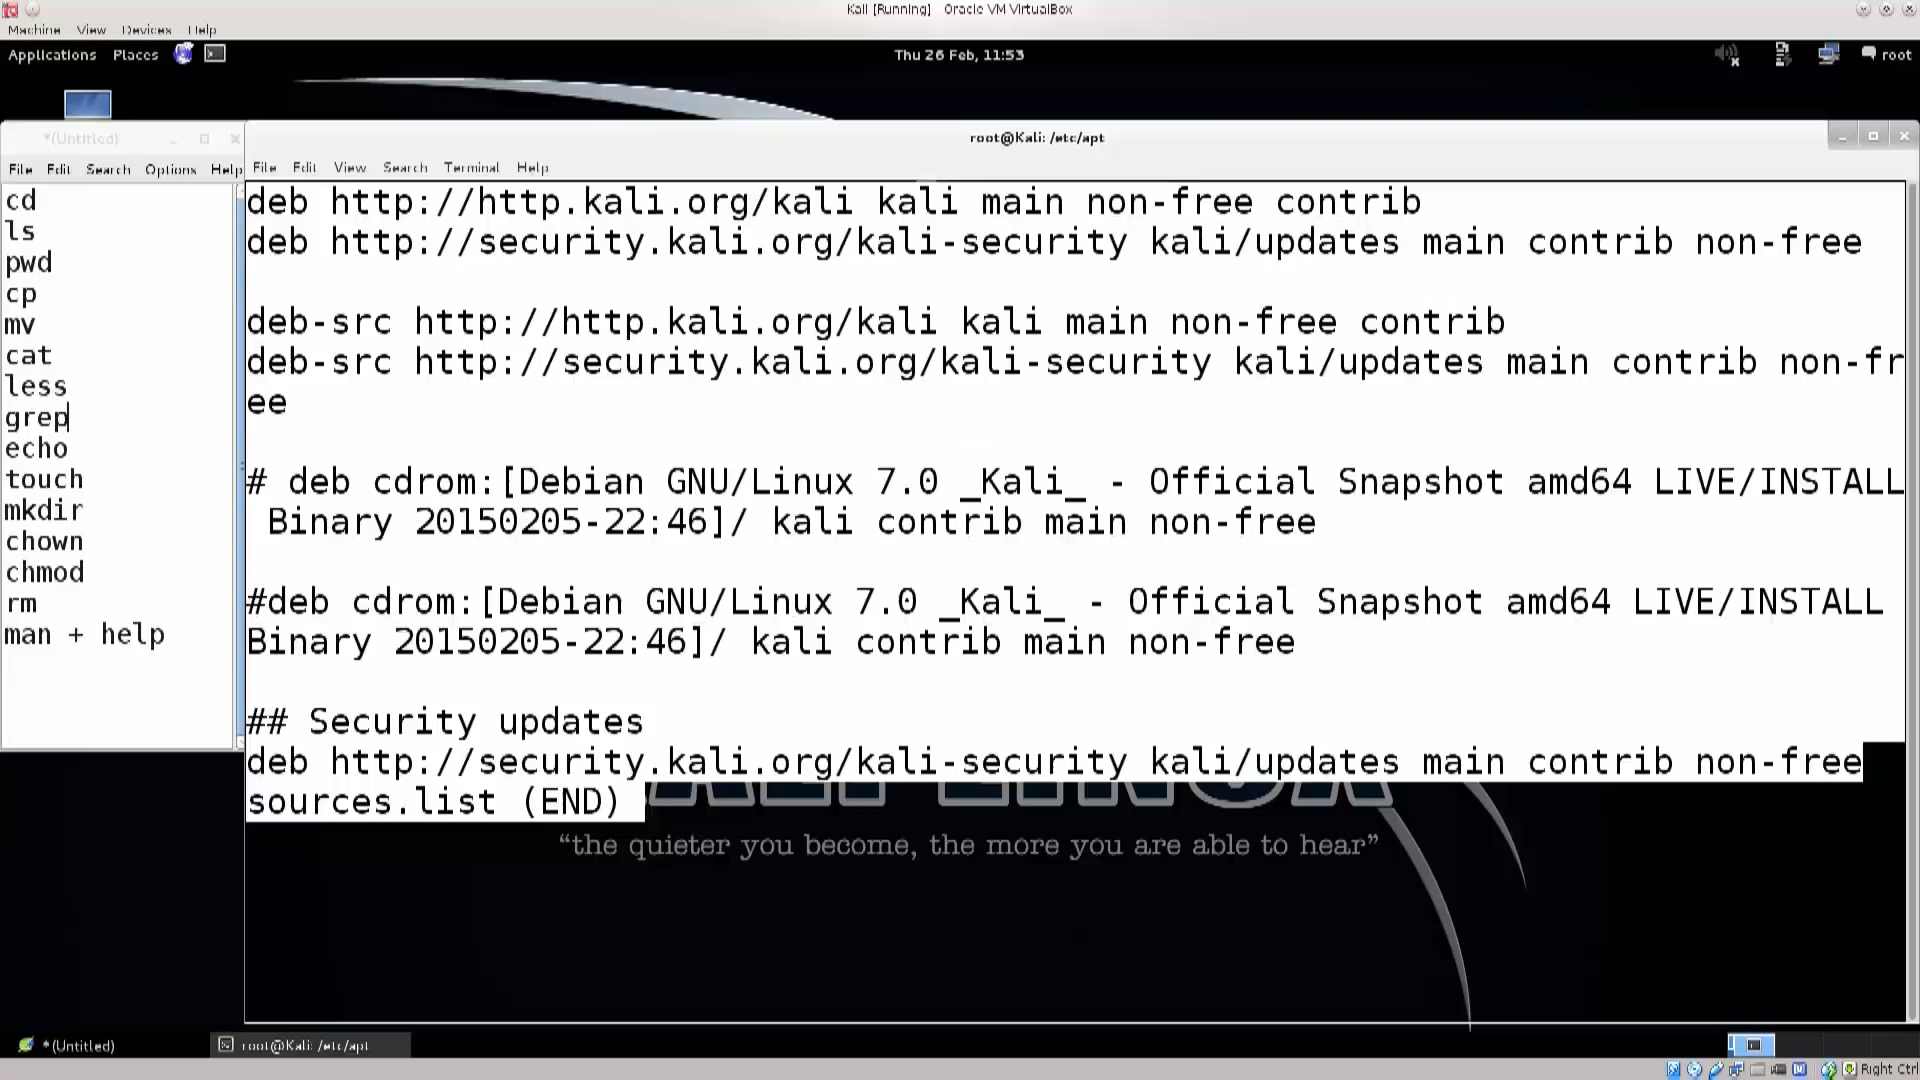 Kali [Running] - Oracle VM VirtualBox
Machine View Devices Help
Applications Places
Thu 26 Feb, 11:53
root
*(Untitled)
File Edit Search Options Help
cd
ls
pwd
cp
mv
cat
less
grep
echo
touch
mkdir
chown
chmod
rm
man + help
root@Kali: /etc/apt
File Edit View Search Terminal Help
deb http://http.kali.org/kali kali main non-free contrib
deb http://security.kali.org/kali-security kali/updates main contrib non-free
deb-src http://http.kali.org/kali kali main non-free contrib
deb-src http://security.kali.org/kali-security kali/updates main contrib non-fr
ee
# deb cdrom:[Debian GNU/Linux 7.0 _Kali_ - Official Snapshot amd64 LIVE/INSTALL
Binary 20150205-22:46]/ kali contrib main non-free
#deb cdrom:[Debian GNU/Linux 7.0 _Kali_ - Official Snapshot amd64 LIVE/INSTALL
Binary 20150205-22:46]/ kali contrib main non-free
## Security updates
deb http://security.kali.org/kali-security kali/updates main contrib non-free
sources.list (END)
“the quieter you become, the more you are able to hear”
*(Untitled)
root@Kali: /etc/apt
Right Ctrl